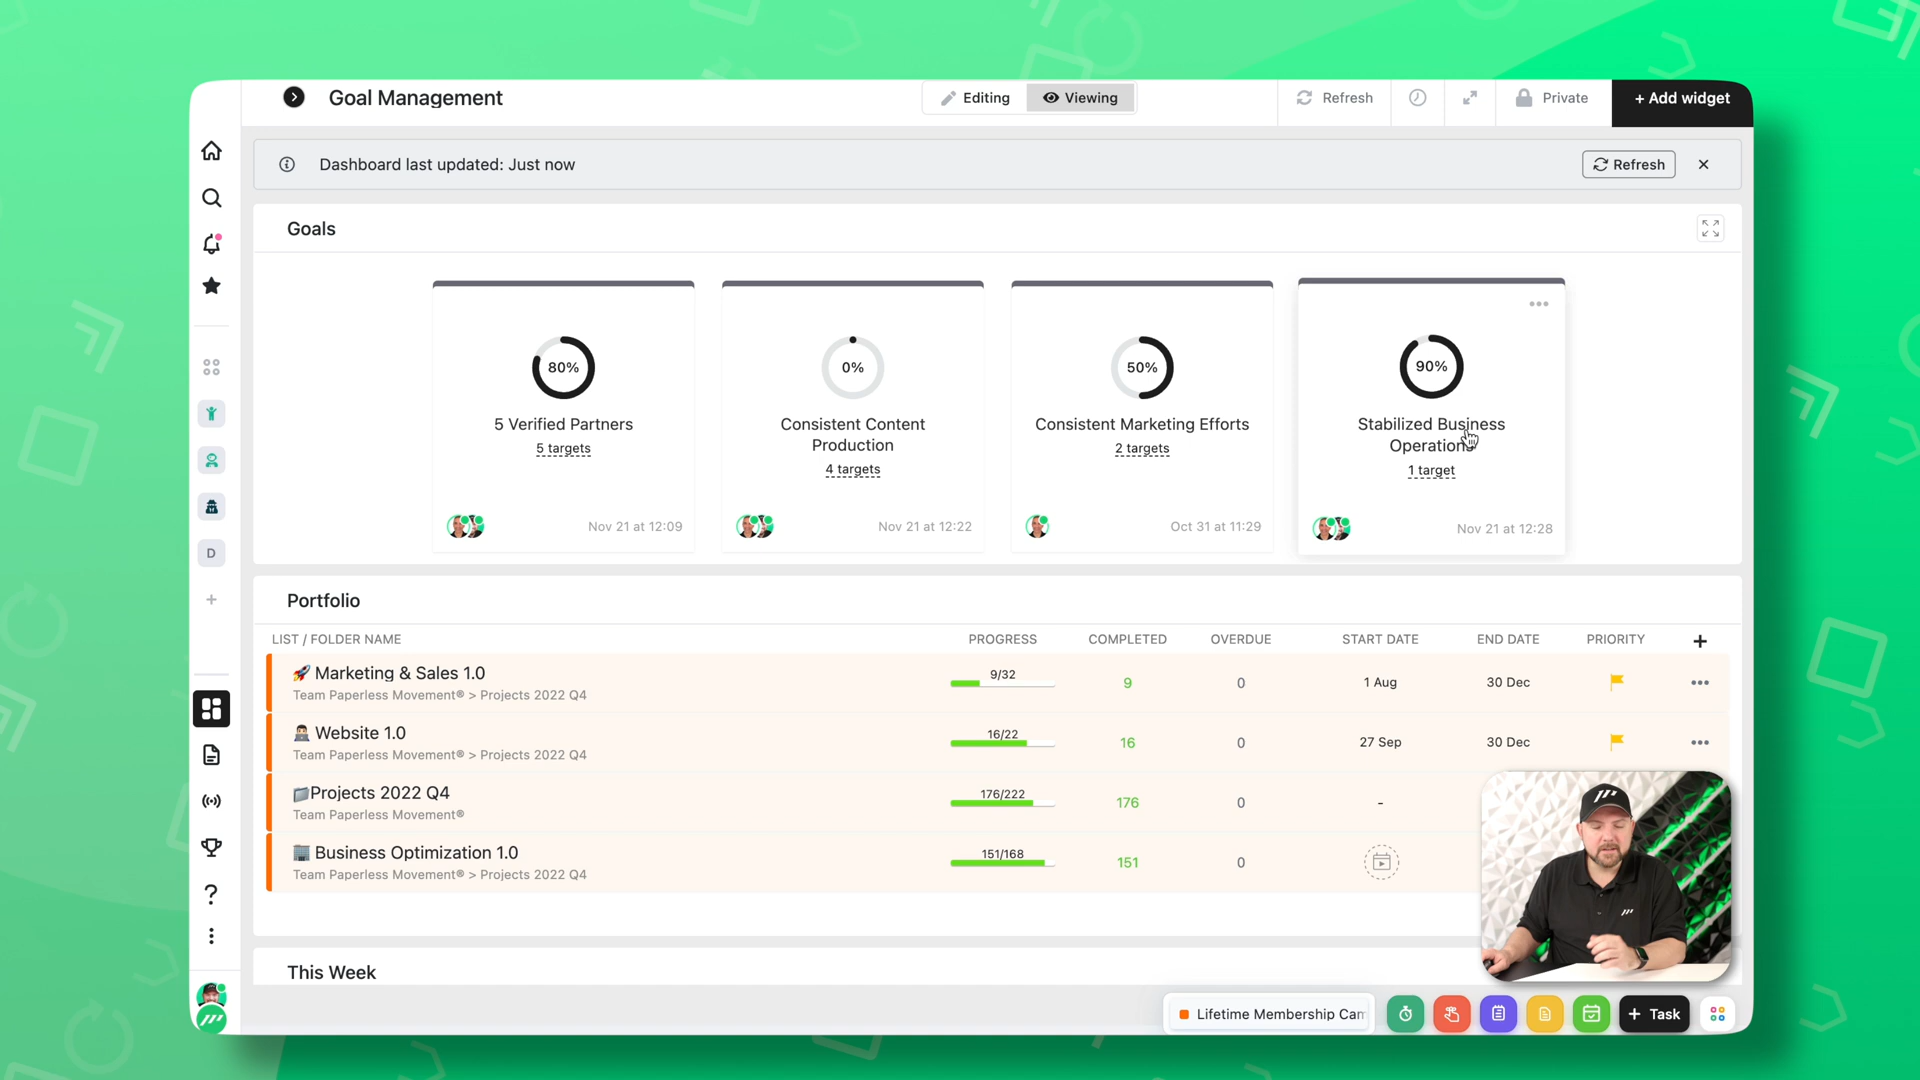 Goal Management
Editing
Viewing
Refresh
Private
+ Add widget
Dashboard last updated: Just now
Refresh
Goals
80%
5 Verified Partners
5 targets
Nov 21 at 12:09
0%
Consistent Content
Production
4 targets
Nov 21 at 12:22
50%
Consistent Marketing Efforts
2 targets
Oct 31 at 11:29
90%
Stabilized Business
Operations
1 target
Nov 21 at 12:28
D
Portfolio
LIST / FOLDER NAME PROGRESS COMPLETED OVERDUE START DATE END DATE PRIORITY
🚀 Marketing & Sales 1.0 9/32 9 0 1 Aug 30 Dec
Team Paperless Movement® > Projects 2022 Q4
👨🏻‍💻 Website 1.0 16/22 16 0 27 Sep 30 Dec
Team Paperless Movement® > Projects 2022 Q4
📁Projects 2022 Q4 176/222 176 0 -
Team Paperless Movement®
🏢 Business Optimization 1.0 151/168 151 0
Team Paperless Movement® > Projects 2022 Q4
This Week
Lifetime Membership Cam
+ Task